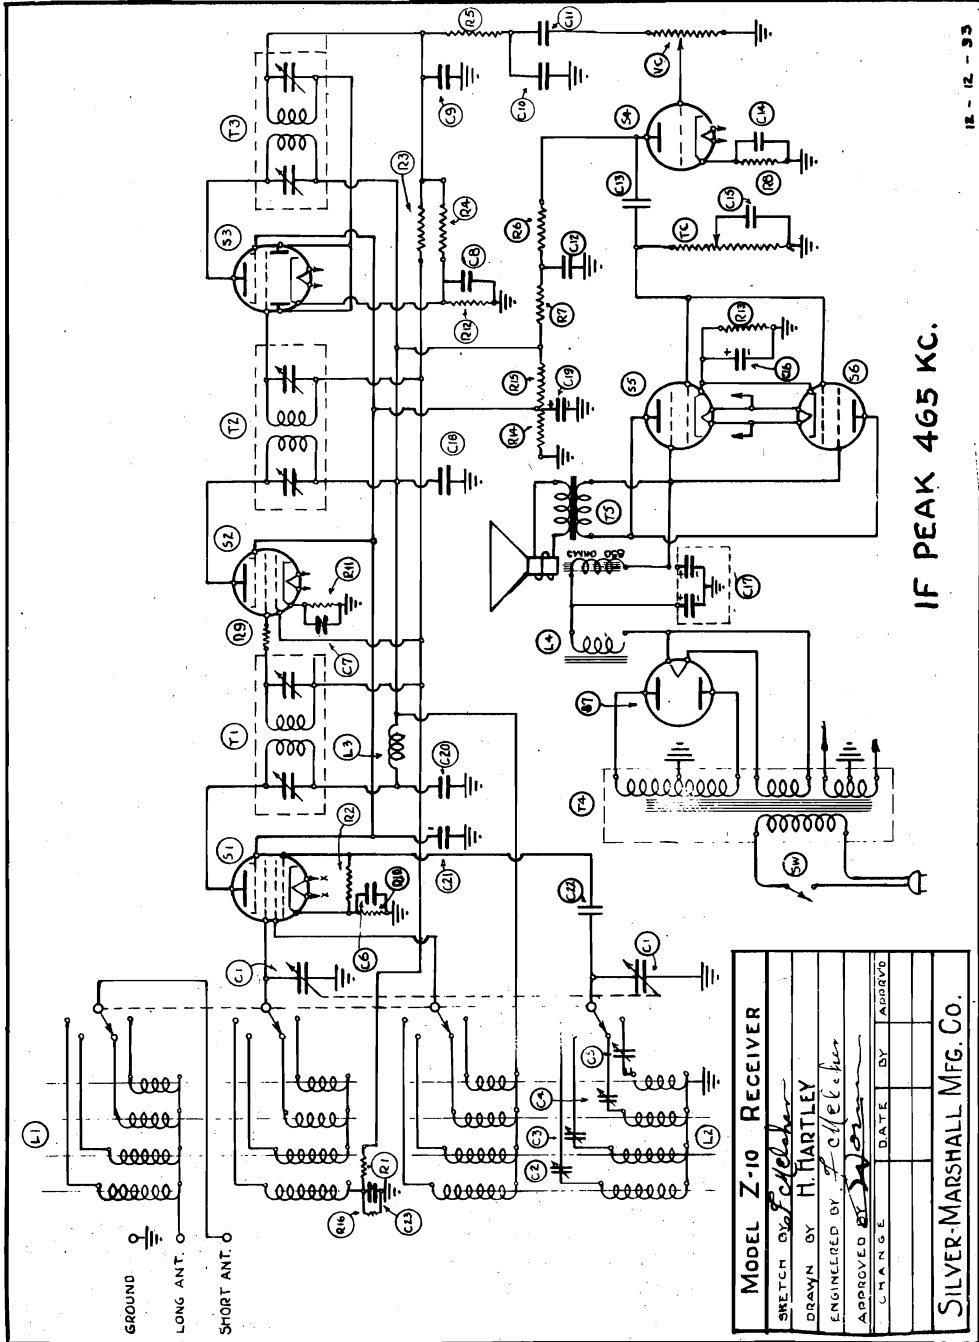 L1
T1
T2
T3
S1
S2
S3
R9
C7
R11
R2
L3
C20
C21
C6
R10
C1
C18
R3
R4
C8
R12
C9
R5
C10
C11
VC
S4
C14
R8
C13
C15
TC
R6
C12
R7
R15
C19
R14
S5
S6
R13
R16
T5
850 OHMS
C17
L4
87
T4
SW
C22
C1
C5
C4
C3
C2
L2
R1
R16
C23
GROUND
LONG ANT.
SHORT ANT.
IF PEAK 465 KC.
12 - 12 - 33
MODEL Z-10 RECEIVER
SKETCH BY
DRAWN BY H. HARTLEY
ENGINEERED BY
APPROVED BY
CHANGE DATE BY APPRV'D
SILVER-MARSHALL MFG. CO.